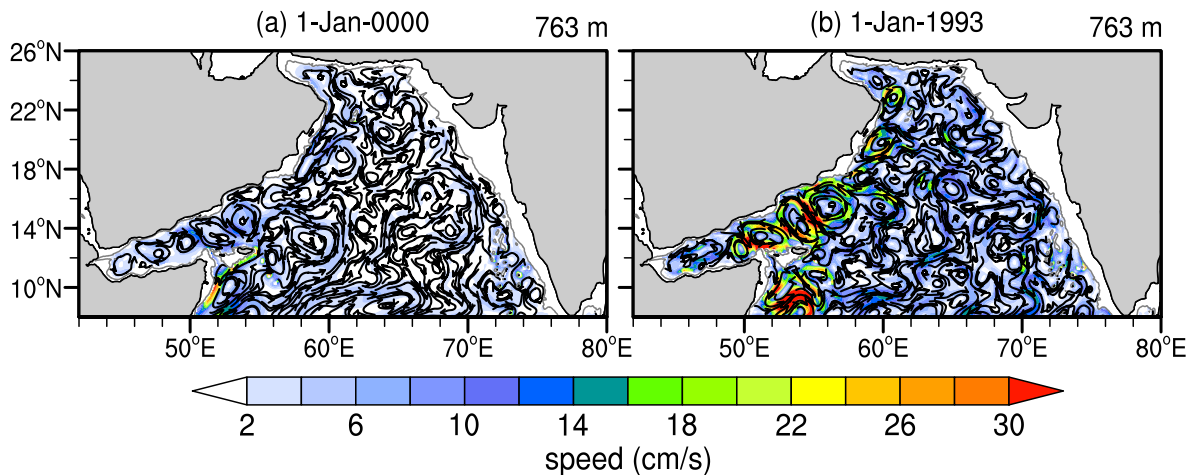 (a) 1-Jan-0000 763 m (b) 1-Jan-1993 763 m
26°N
22°N
18°N
14°N
10°N
50°E 60°E 70°E 80°E 50°E 60°E 70°E 80°E
2 6 10 14 18 22 26 30
speed (cm/s)